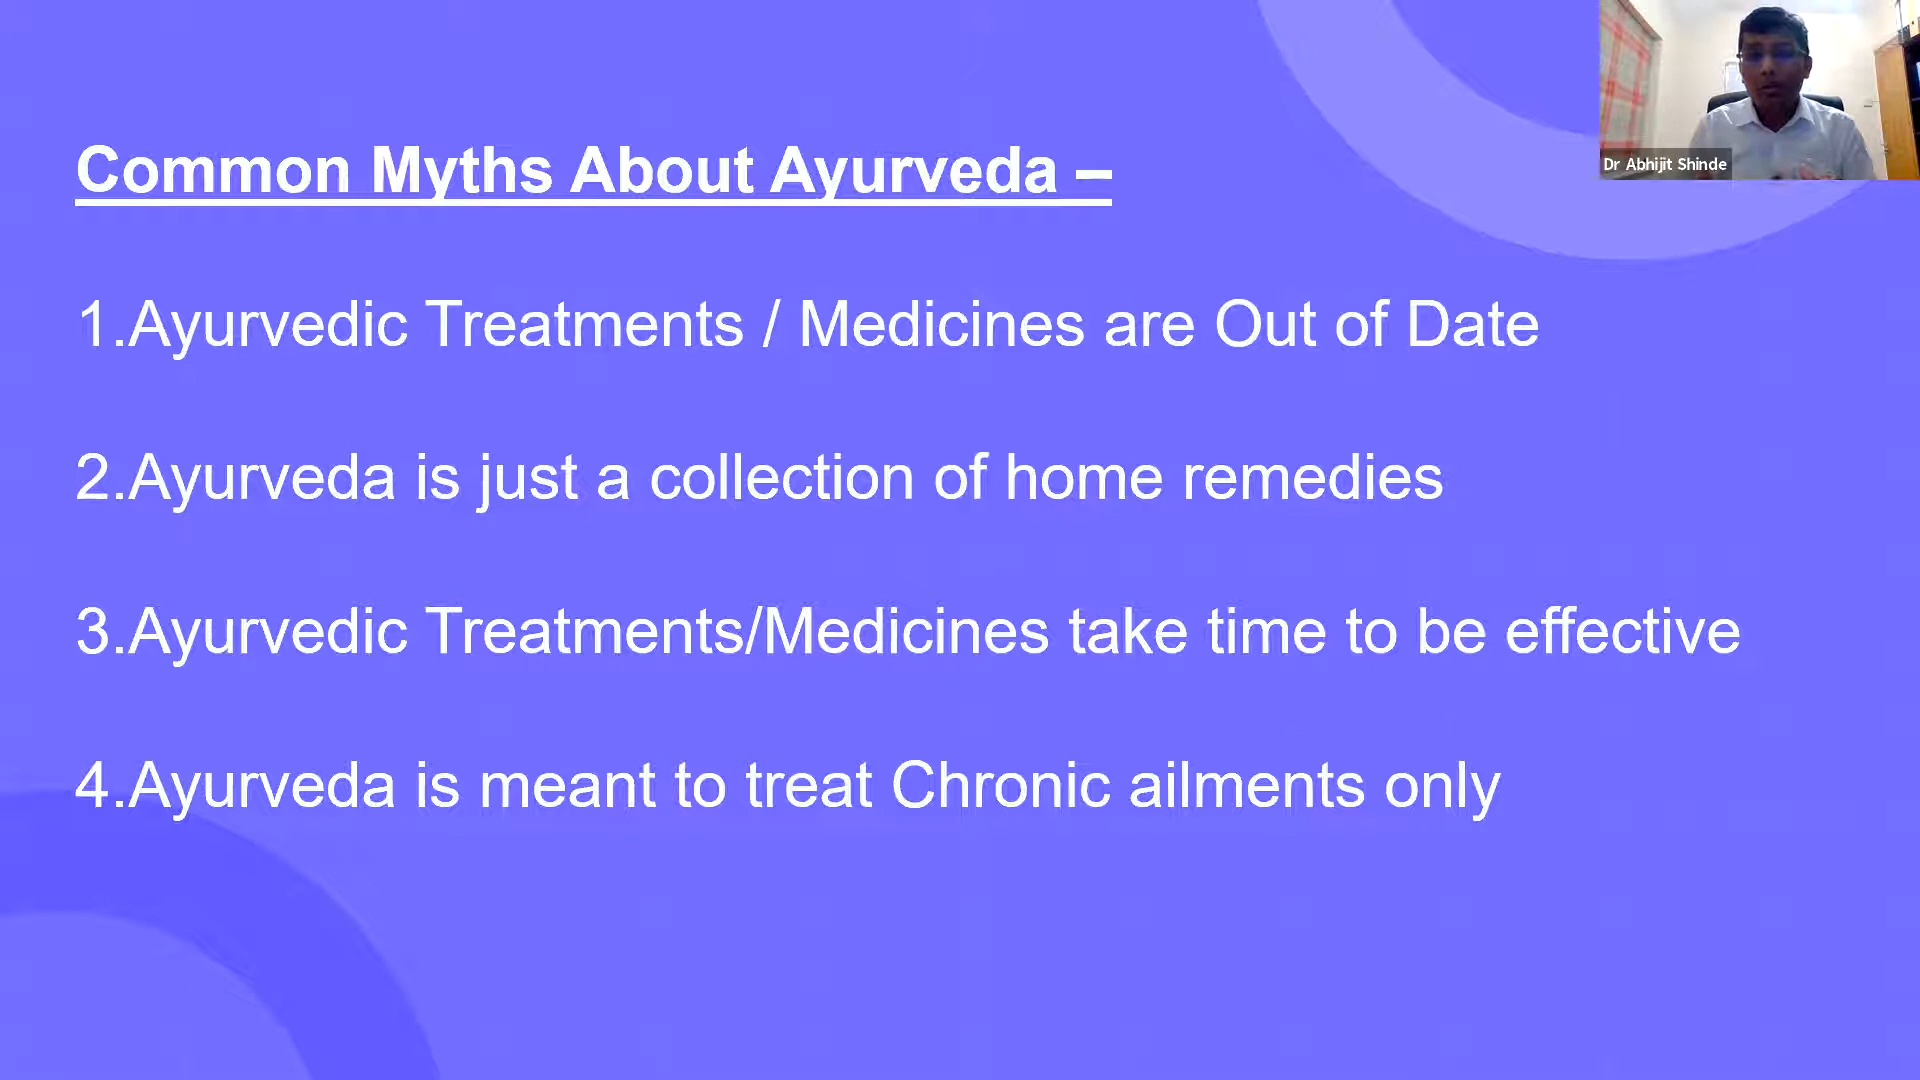 Common Myths About Ayurveda –
1.Ayurvedic Treatments / Medicines are Out of Date
2.Ayurveda is just a collection of home remedies
3.Ayurvedic Treatments/Medicines take time to be effective
4.Ayurveda is meant to treat Chronic ailments only
Dr Abhijit Shinde